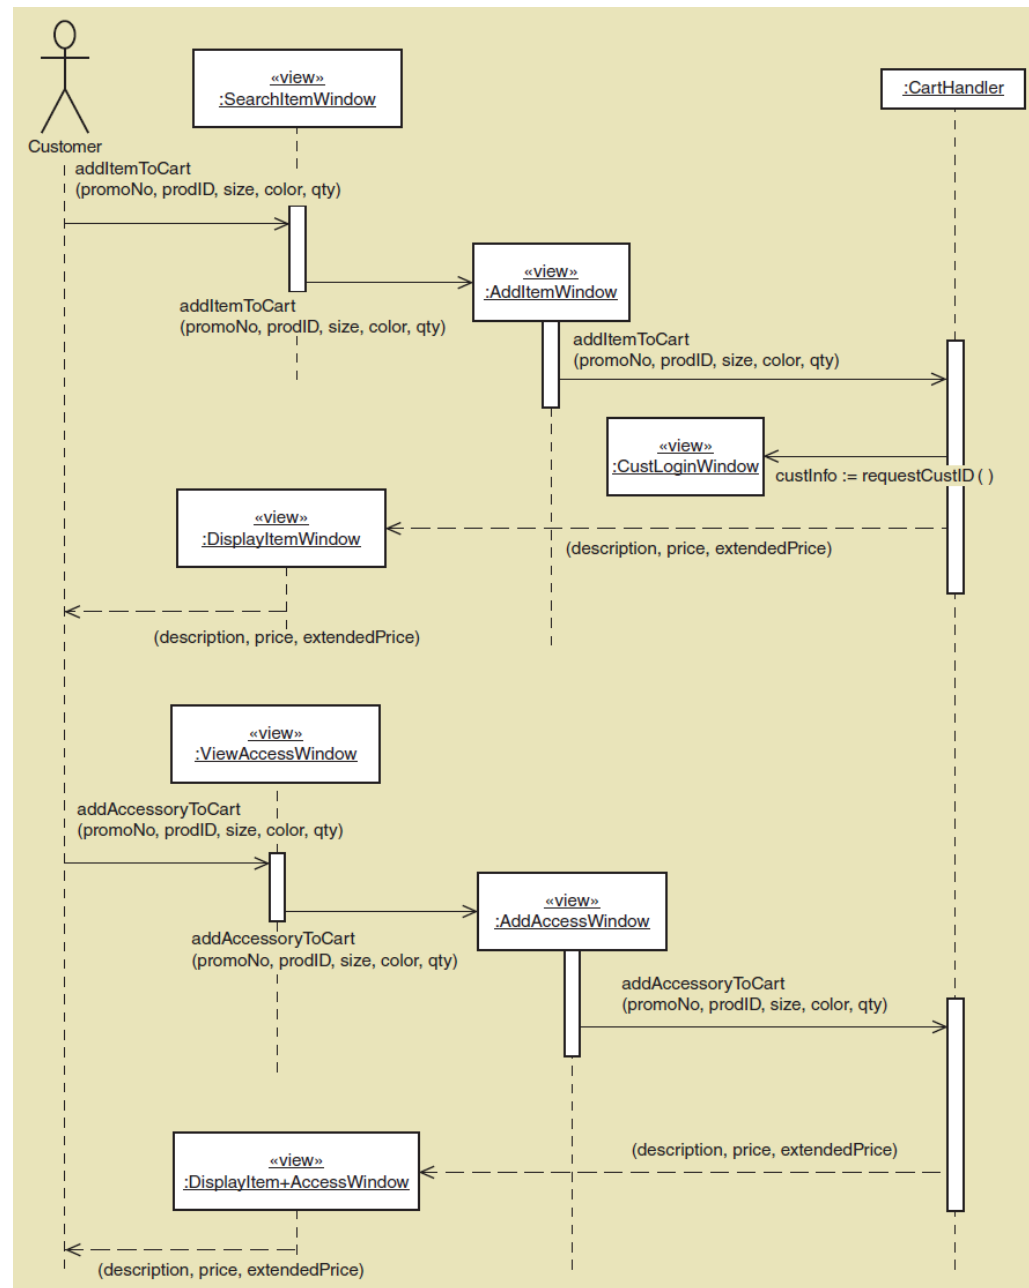 «view»
:SearchItemWindow
:CartHandler
Customer
addItemToCart
(promoNo, prodID, size, color, qty)
«view»
:AddItemWindow
addItemToCart
(promoNo, prodID, size, color, qty)
addItemToCart
(promoNo, prodID, size, color, qty)
«view»
:CustLoginWindow
custInfo := requestCustID ( )
«view»
:DisplayItemWindow
(description, price, extendedPrice)
(description, price, extendedPrice)
«view»
:ViewAccessWindow
addAccessoryToCart
(promoNo, prodID, size, color, qty)
«view»
:AddAccessWindow
addAccessoryToCart
(promoNo, prodID, size, color, qty)
addAccessoryToCart
(promoNo, prodID, size, color, qty)
(description, price, extendedPrice)
«view»
:DisplayItem+AccessWindow
(description, price, extendedPrice)